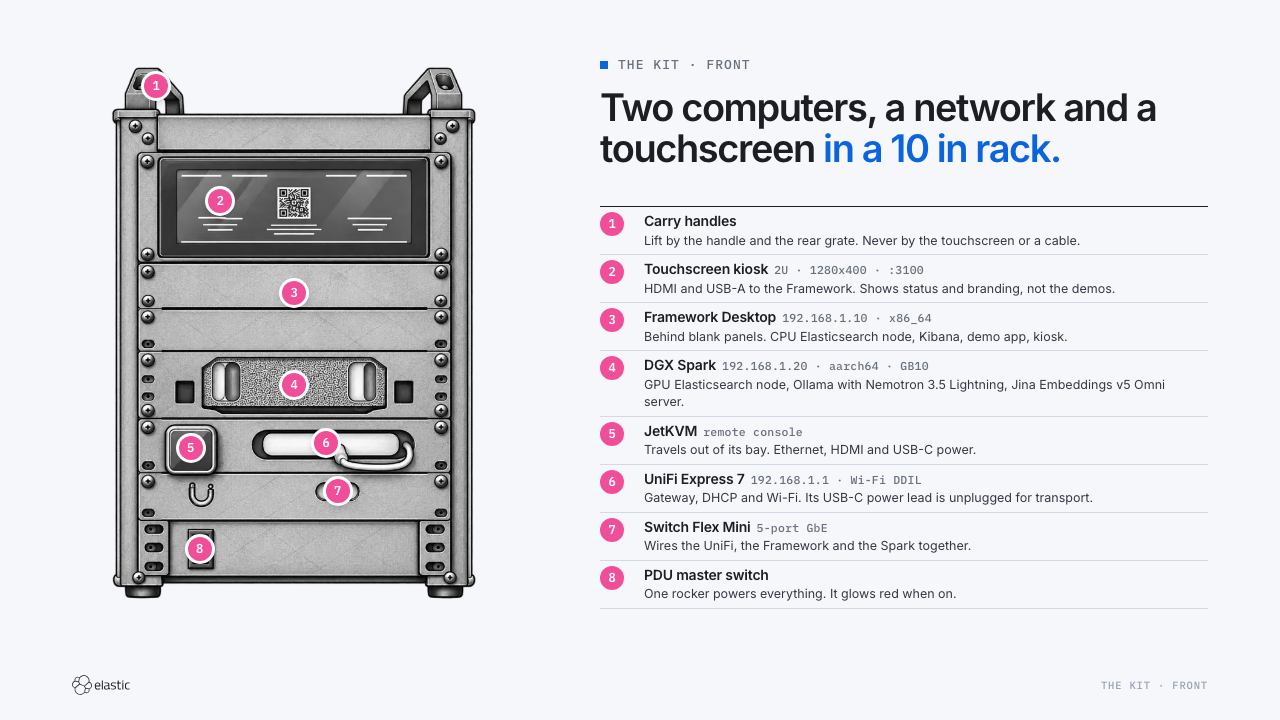 THE KIT · FRONT
Two computers, a network and a
touchscreen in a 10 in rack.
1
2
3
4
5
6
7
8
1
Carry handles
Lift by the handle and the rear grate. Never by the touchscreen or a cable.
2
Touchscreen kiosk 2U · 1280x400 · :3100
HDMI and USB-A to the Framework. Shows status and branding, not the demos.
3
Framework Desktop 192.168.1.10 · x86_64
Behind blank panels. CPU Elasticsearch node, Kibana, demo app, kiosk.
4
DGX Spark 192.168.1.20 · aarch64 · GB10
GPU Elasticsearch node, Ollama with Nemotron 3.5 Lightning, Jina Embeddings v5 Omni
server.
5
JetKVM remote console
Travels out of its bay. Ethernet, HDMI and USB-C power.
6
UniFi Express 7 192.168.1.1 · Wi-Fi DDIL
Gateway, DHCP and Wi-Fi. Its USB-C power lead is unplugged for transport.
7
Switch Flex Mini 5-port GbE
Wires the UniFi, the Framework and the Spark together.
8
PDU master switch
One rocker powers everything. It glows red when on.
elastic
THE KIT · FRONT